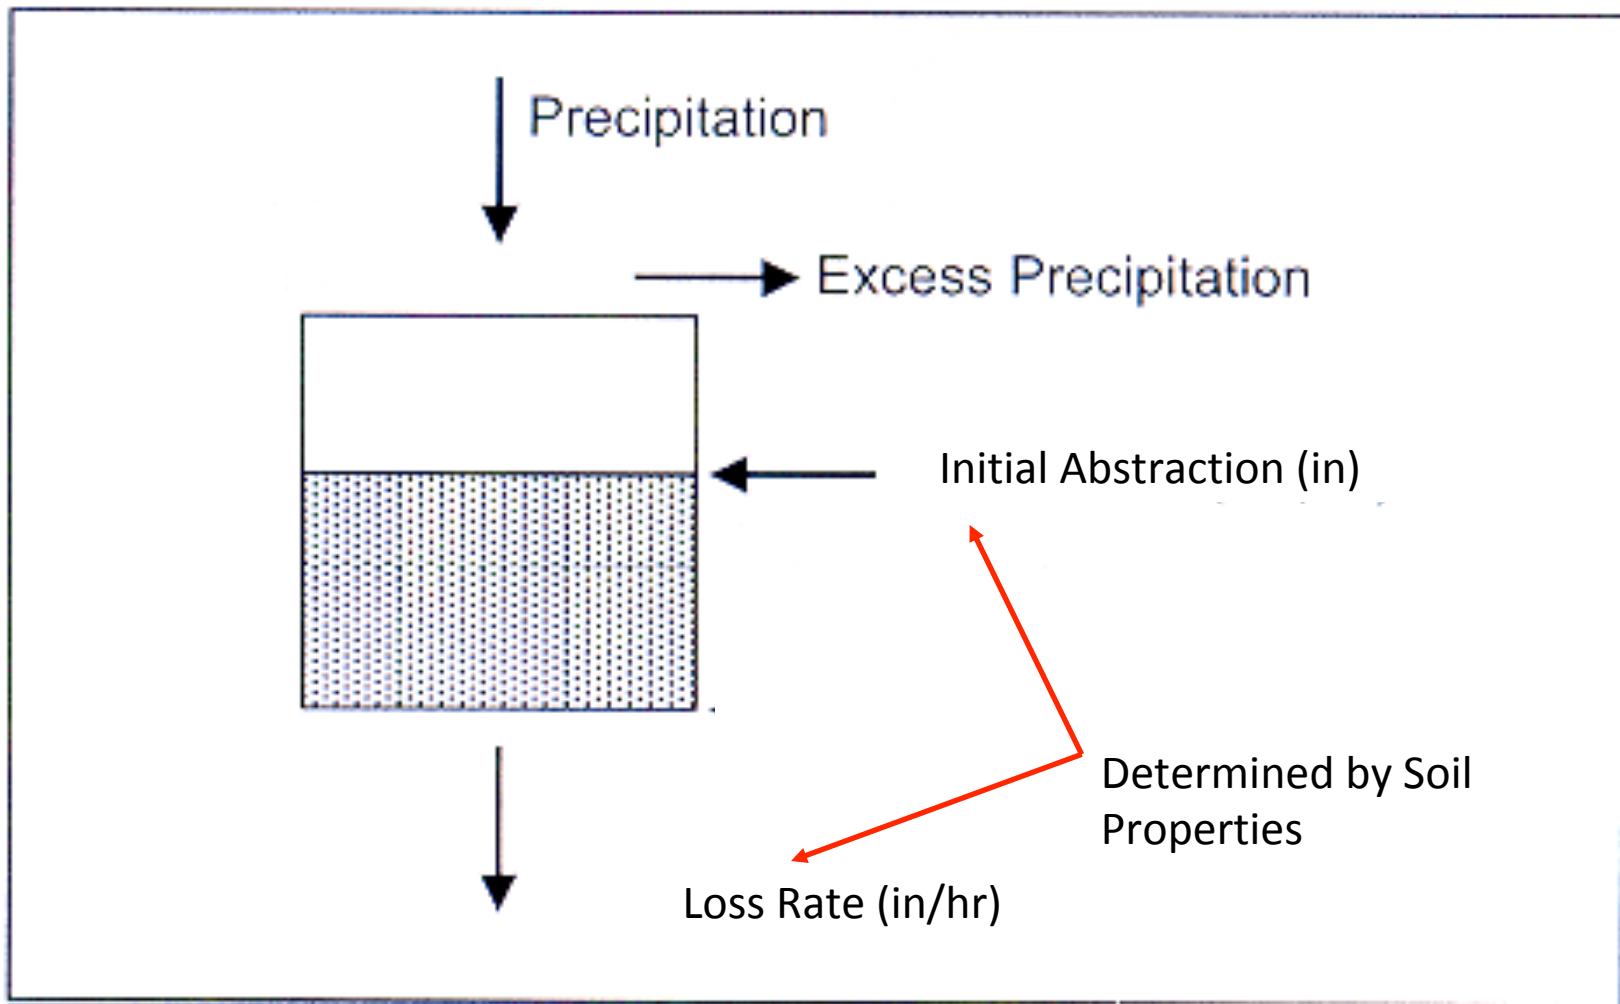 Precipitation
Excess Precipitation
Initial Abstraction (in)
Determined by Soil
Properties
Loss Rate (in/hr)